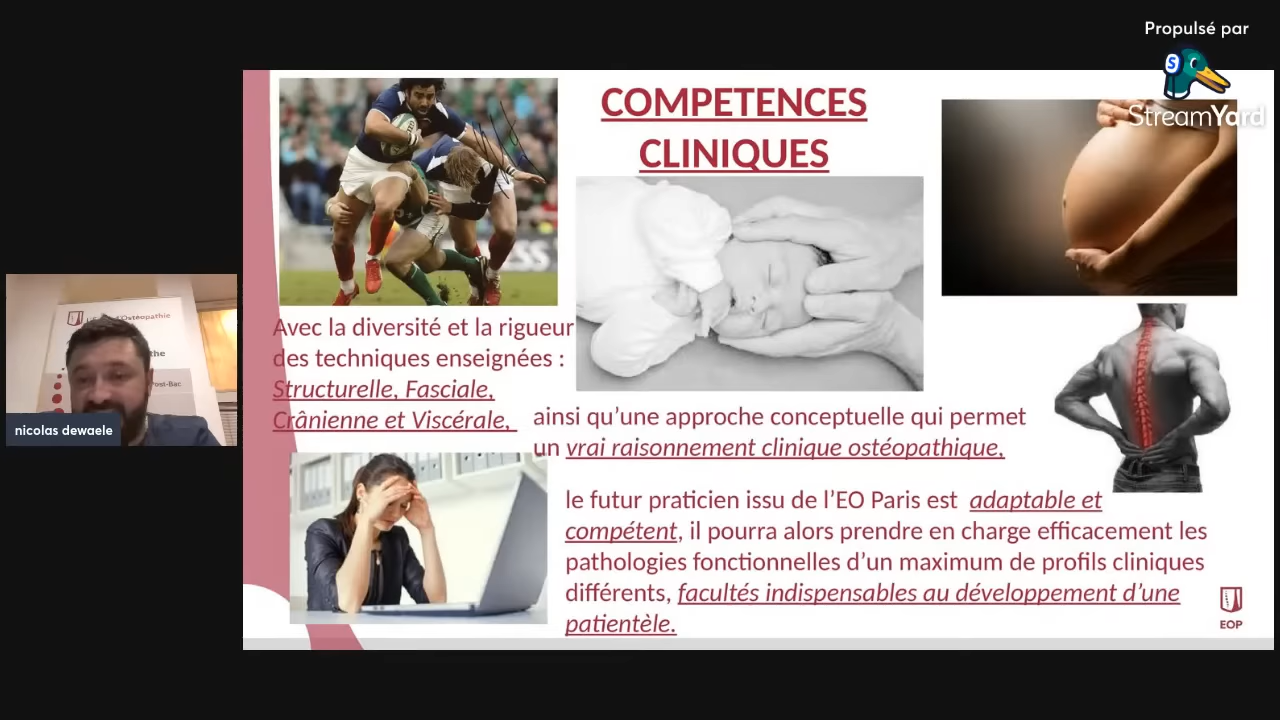 Propulsé par
S
StreamYard
COMPETENCES
CLINIQUES
Avec la diversité et la rigueur
des techniques enseignées :
Structurelle, Fasciale,
Crânienne et Viscérale,
ainsi qu’une approche conceptuelle qui permet
un vrai raisonnement clinique ostéopathique,
le futur praticien issu de l’EO Paris est adaptable et
compétent, il pourra alors prendre en charge efficacement les
pathologies fonctionnelles d’un maximum de profils cliniques
différents, facultés indispensables au développement d’une
patientèle.
EOP
d'Ostéopathie
Post-Bac
nicolas dewaele